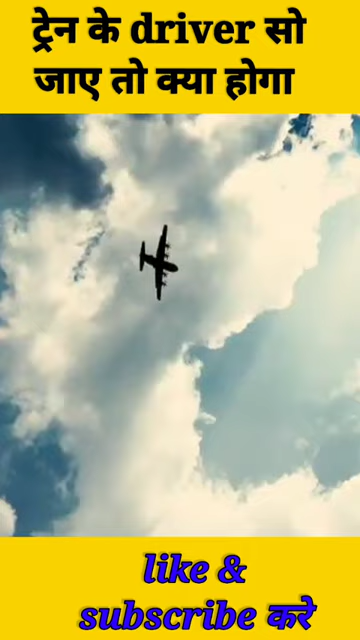 ट्रेन के driver सो
जाए तो क्या होगा
like &
subscribe करे